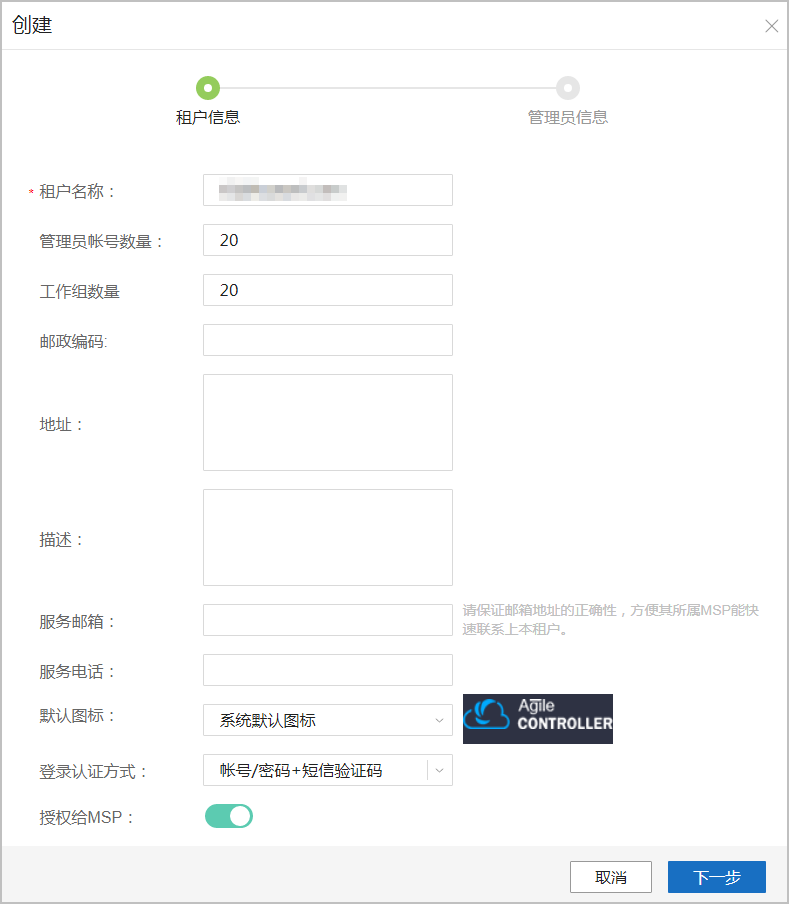 创建
租户信息
管理员信息
* 租户名称：
管理员帐号数量： 20
工作组数量 20
邮政编码:
地址：
描述：
服务邮箱： 请保证邮箱地址的正确性，方便其所属MSP能快
速联系上本租户。
服务电话：
默认图标： 系统默认图标
Agile
CONTROLLER
登录认证方式： 帐号/密码+短信验证码
授权给MSP：
取消 下一步